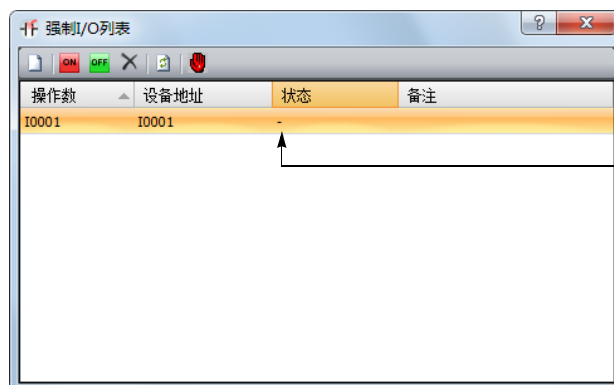 强制I/O列表
ON OFF
操作数 设备地址 状态 备注
I0001 I0001 -